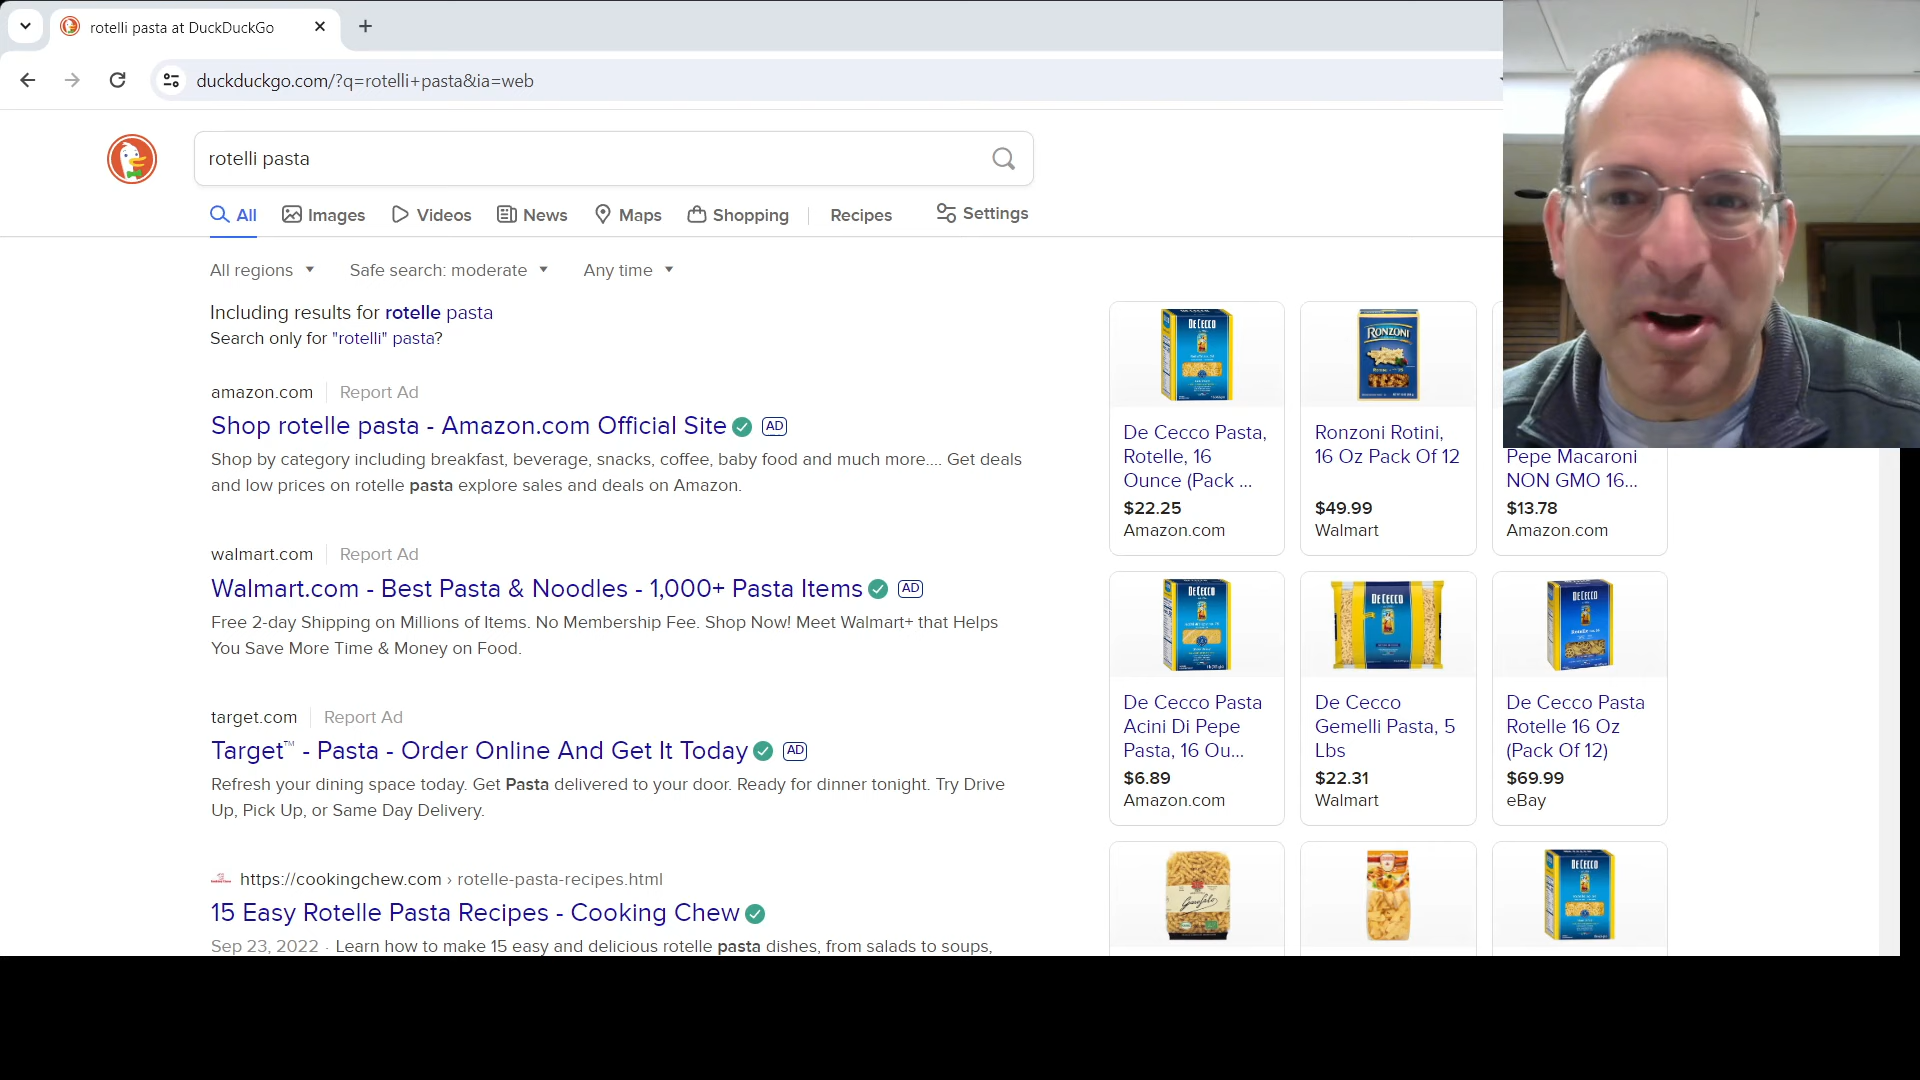 rotelli pasta at DuckDuckGo
duckduckgo.com/?q=rotelli+pasta&ia=web
rotelli pasta
All
Images
Videos
News
Maps
Shopping
Recipes
Settings
All regions
Safe search: moderate
Any time
Including results for rotelle pasta
Search only for "rotelli" pasta?
amazon.com
Report Ad
Shop rotelle pasta - Amazon.com Official Site
AD
Shop by category including breakfast, beverage, snacks, coffee, baby food and much more.... Get deals
and low prices on rotelle pasta explore sales and deals on Amazon.
walmart.com
Report Ad
Walmart.com - Best Pasta & Noodles - 1,000+ Pasta Items
AD
Free 2-day Shipping on Millions of Items. No Membership Fee. Shop Now! Meet Walmart+ that Helps
You Save More Time & Money on Food.
target.com
Report Ad
Target™ - Pasta - Order Online And Get It Today
AD
Refresh your dining space today. Get Pasta delivered to your door. Ready for dinner tonight. Try Drive
Up, Pick Up, or Same Day Delivery.
https://cookingchew.com › rotelle-pasta-recipes.html
15 Easy Rotelle Pasta Recipes - Cooking Chew
Sep 23, 2022 · Learn how to make 15 easy and delicious rotelle pasta dishes, from salads to soups,
DE CECCO
De Cecco Pasta,
Rotelle, 16
Ounce (Pack ...
$22.25
Amazon.com
RONZONI
Ronzoni Rotini,
16 Oz Pack Of 12
$49.99
Walmart
Pepe Macaroni
NON GMO 16...
$13.78
Amazon.com
DE CECCO
De Cecco Pasta
Acini Di Pepe
Pasta, 16 Ou...
$6.89
Amazon.com
DE CECCO
De Cecco
Gemelli Pasta, 5
Lbs
$22.31
Walmart
DE CECCO
Rotelle
De Cecco Pasta
Rotelle 16 Oz
(Pack Of 12)
$69.99
eBay
Garofalo
DE CECCO